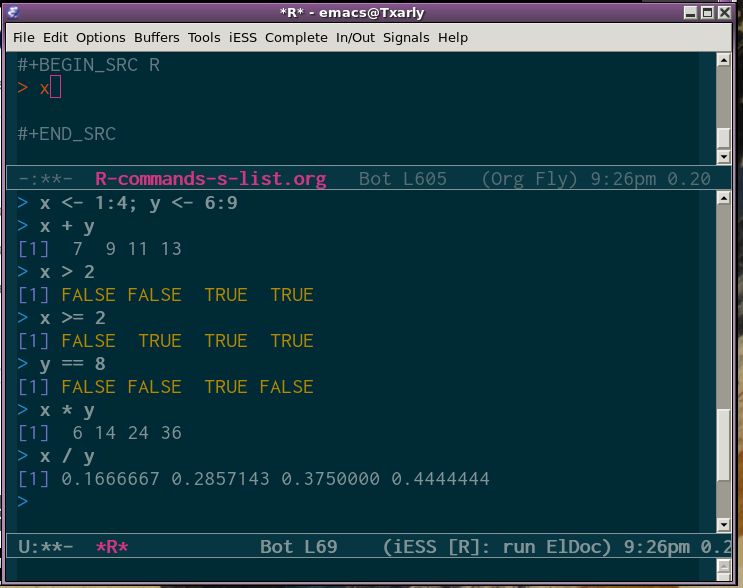 *R* - emacs@Txarly
File Edit Options Buffers Tools iESS Complete In/Out Signals Help
#+BEGIN_SRC R
> x
#+END_SRC
-:**-  R-commands-s-list.org   Bot L605   (Org Fly) 9:26pm 0.20
> x <- 1:4; y <- 6:9
> x + y
[1]  7  9 11 13
> x > 2
[1] FALSE FALSE  TRUE  TRUE
> x >= 2
[1] FALSE  TRUE  TRUE  TRUE
> y == 8
[1] FALSE FALSE  TRUE FALSE
> x * y
[1]  6 14 24 36
> x / y
[1] 0.1666667 0.2857143 0.3750000 0.4444444
>
U:**-  *R*            Bot L69    (iESS [R]: run ElDoc) 9:26pm 0.2